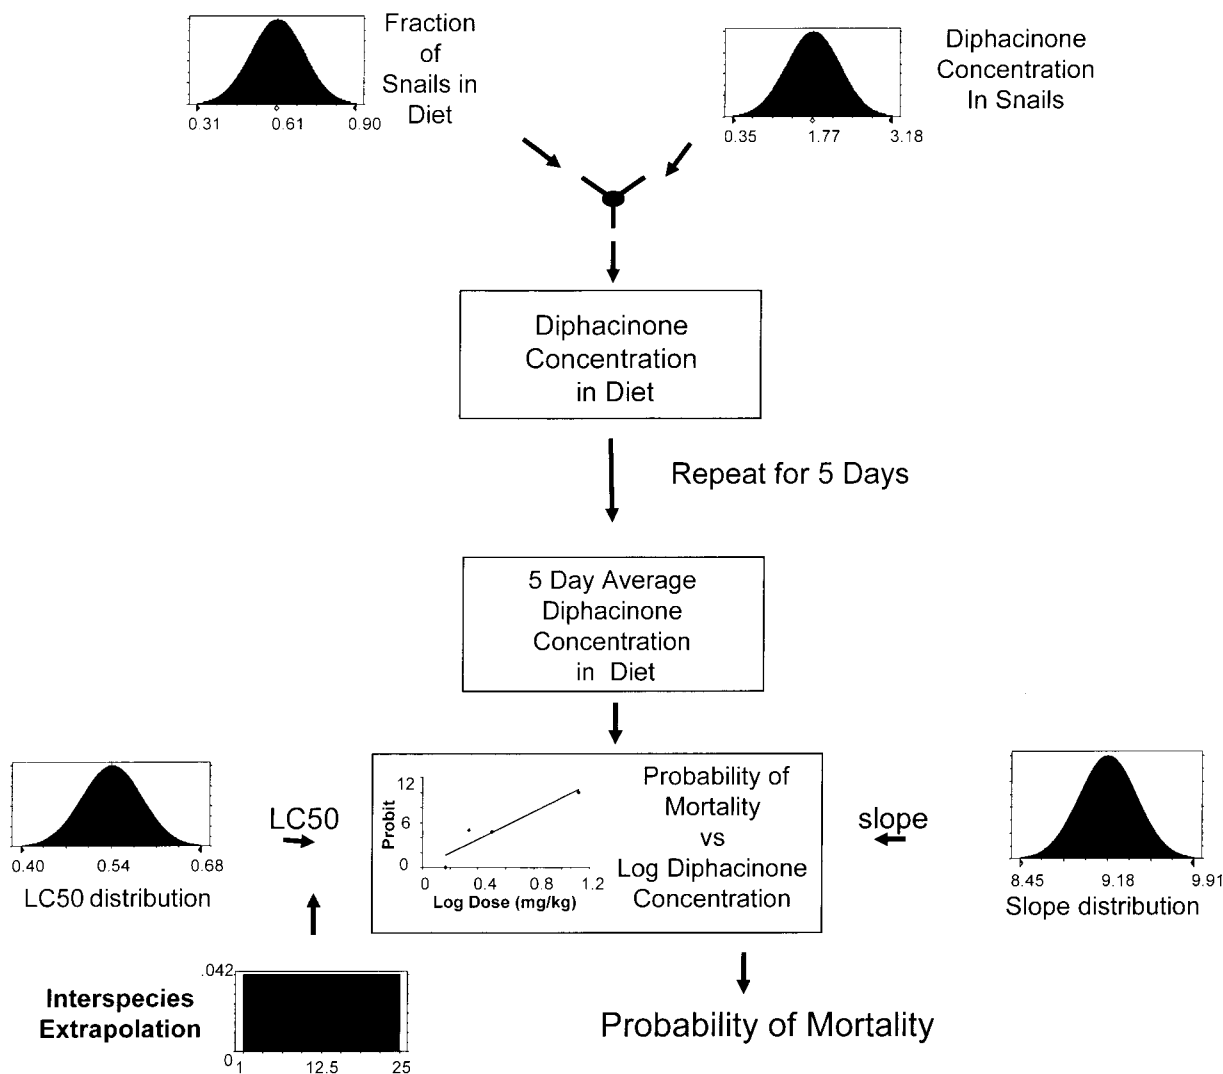 Fraction
of
Snails in
Diet
0.31 0.61 0.90
Diphacinone
Concentration
In Snails
0.35 1.77 3.18
Diphacinone
Concentration
in Diet
Repeat for 5 Days
5 Day Average
Diphacinone
Concentration
in Diet
LC50
0.40 0.54 0.68
LC50 distribution
12
6
0
Probit
0 0.4 0.8 1.2
Log Dose (mg/kg)
Probability of
Mortality
vs
Log Diphacinone
Concentration
slope
8.45 9.18 9.91
Slope distribution
Interspecies
Extrapolation
.042
0
1 12.5 25
Probability of Mortality